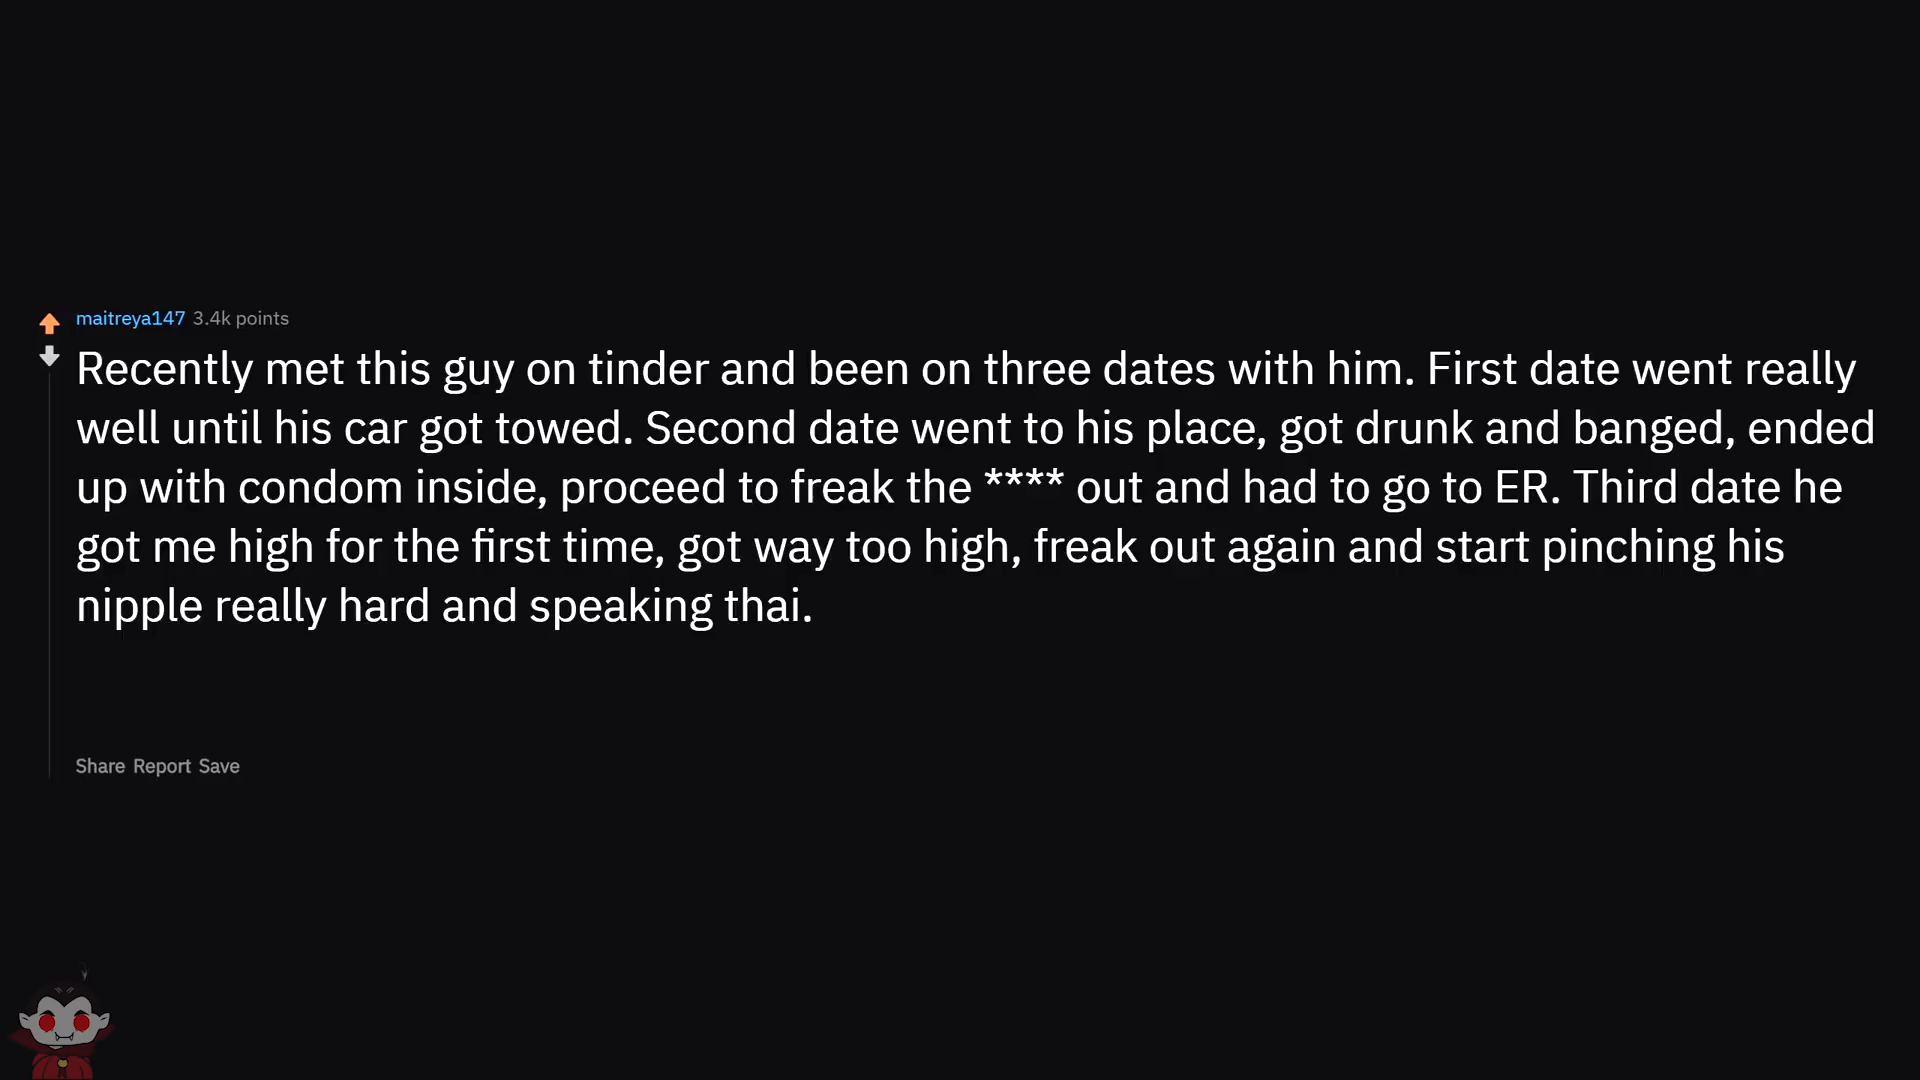 maitreya147 3.4k points
Recently met this guy on tinder and been on three dates with him. First date went really
well until his car got towed. Second date went to his place, got drunk and banged, ended
up with condom inside, proceed to freak the **** out and had to go to ER. Third date he
got me high for the first time, got way too high, freak out again and start pinching his
nipple really hard and speaking thai.
Share Report Save